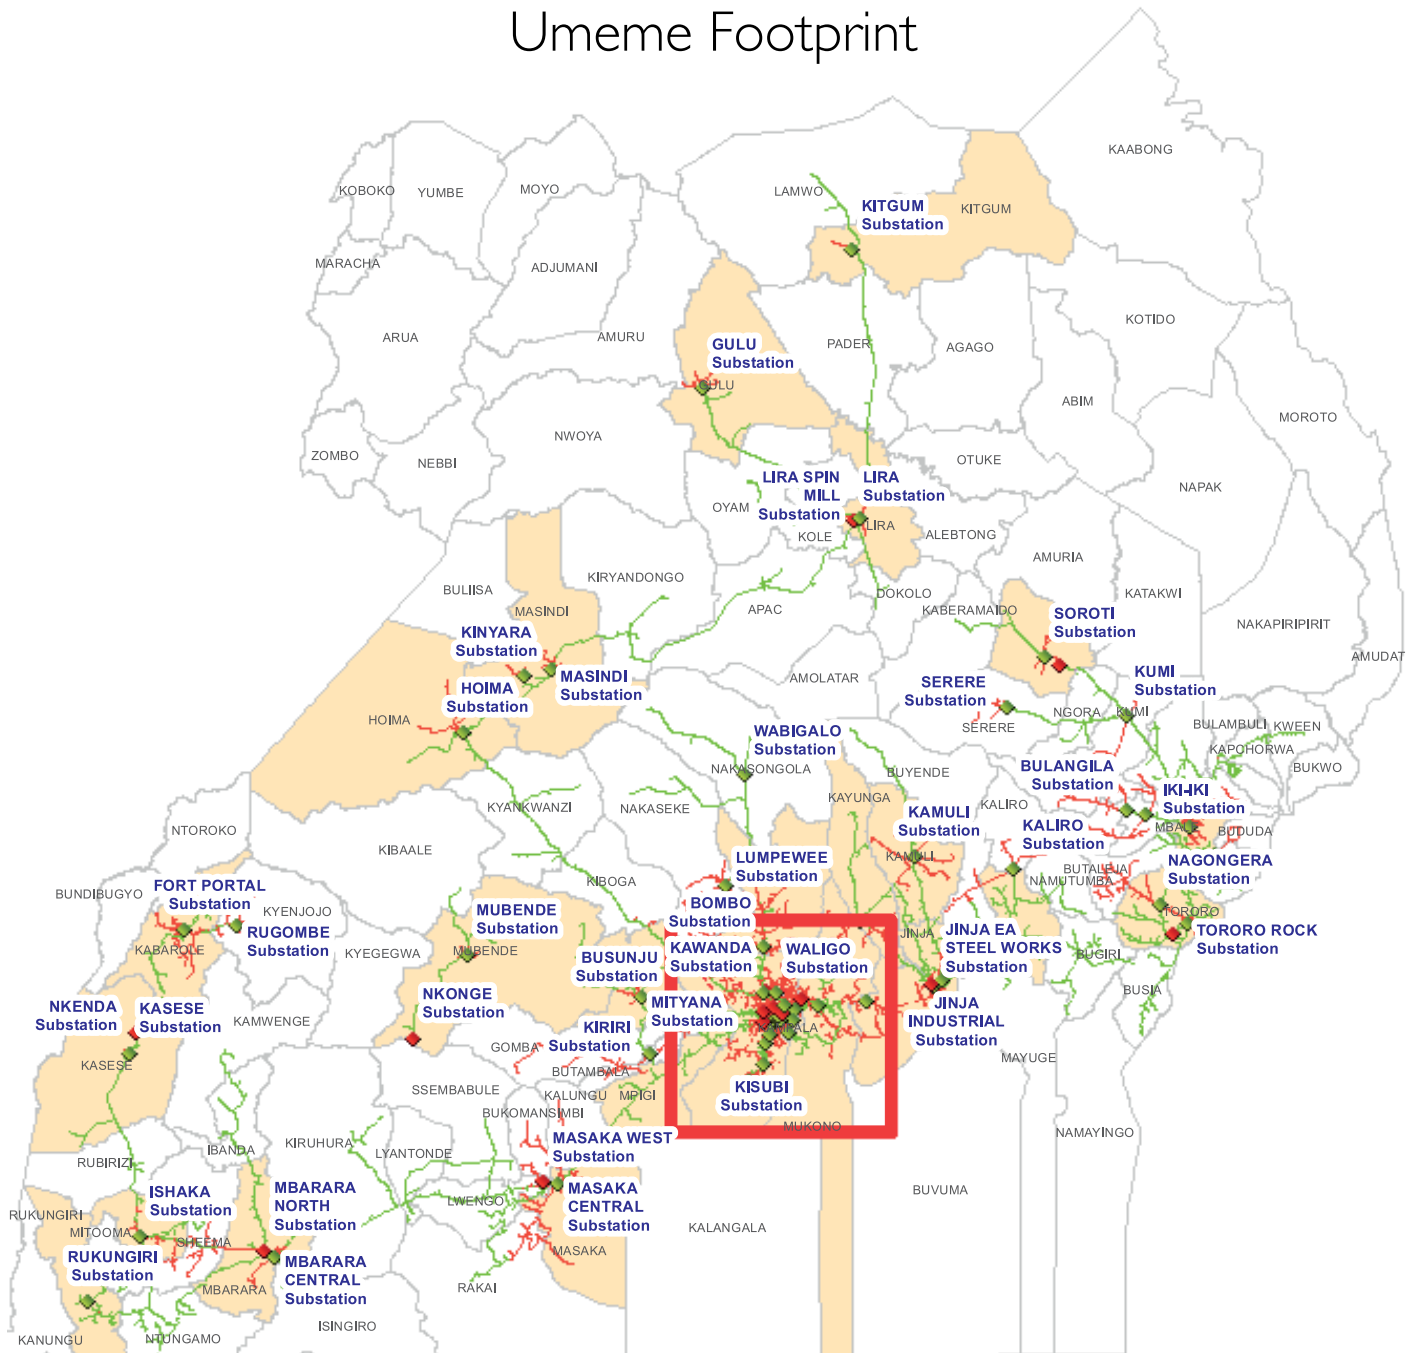 Umeme Footprint
KAABONG
KOBOKO
YUMBE
MOYO
LAMWO
KITGUM
Substation
KITGUM
MARACHA
ADJUMANI
ARUA
AMURU
GULU
Substation
GULU
PADER
AGAGO
KOTIDO
ABIM
MOROTO
ZOMBO
NEBBI
NWOYA
OTUKE
NAPAK
LIRA SPIN
MILL
Substation
LIRA
Substation
OYAM
KOLE
LIRA
ALEBTONG
AMURIA
BULIISA
KIRYANDONGO
MASINDI
APAC
DOKOLO
KABERAMAIDO
KATAKWI
SOROTI
Substation
NAKAPIRIPIRIT
AMUDAT
KINYARA
Substation
MASINDI
Substation
HOIMA
Substation
HOIMA
AMOLATAR
SERERE
Substation
SERERE
NGORA
KUMI
Substation
KUMI
BULAMBULI
KWEEN
KAPCHORWA
BUKWO
WABIGALO
Substation
NAKASONGOLA
BUYENDE
BULANGILA
Substation
IKI-IKI
Substation
KYANKWANZI
NAKASEKE
KAYUNGA
KAMULI
Substation
KALIRO
KALIRO
Substation
MBALE
BUDUDA
NTOROKO
KIBAALE
KAMULI
BUTALEJA
NAMUTUMBA
NAGONGERA
Substation
LUMPEWEE
Substation
KIBOGA
BUNDIBUGYO
FORT PORTAL
Substation
KYENJOJO
RUGOMBE
Substation
KABAROLE
KYEGEGWA
MUBENDE
Substation
MUBENDE
BOMBO
Substation
KAWANDA
Substation
WALIGO
Substation
JINJA
JINJA EA
STEEL WORKS
Substation
TORORO
TORORO ROCK
Substation
BUGIRI
BUSIA
BUSUNJU
Substation
NKONGE
Substation
MITYANA
Substation
NKENDA
Substation
KASESE
Substation
KAMWENGE
KASESE
KIRIRI
Substation
GOMBA
BUTAMBALA
KAMPALA
JINJA
INDUSTRIAL
Substation
MAYUGE
SSEMBABULE
BUKOMANSIMBI
KALUNGU
MPIGI
KISUBI
Substation
MUKONO
NAMAYINGO
IBANDA
KIRUHURA
LYANTONDE
RUBIRIZI
MASAKA WEST
Substation
MASAKA
CENTRAL
Substation
LWENGO
BUVUMA
KALANGALA
MASAKA
RAKAI
ISHAKA
Substation
MBARARA
NORTH
Substation
RUKUNGIRI
MITOOMA
SHEEMA
RUKUNGIRI
Substation
MBARARA
CENTRAL
Substation
MBARARA
ISINGIRO
KANUNGU
NTUNGAMO